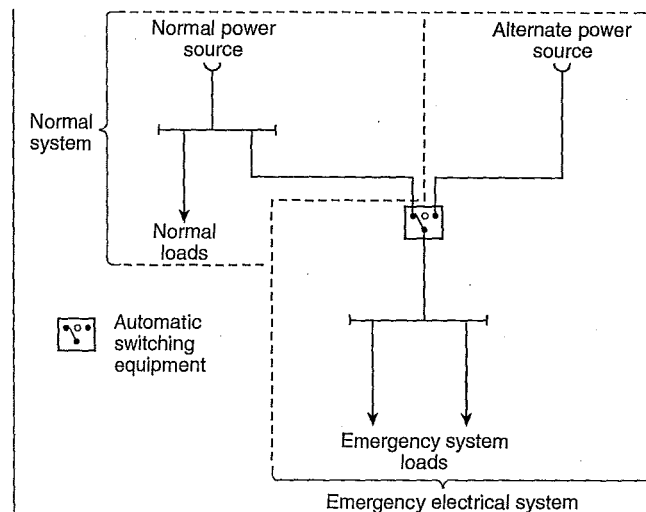 Normal power
source
Alternate power
source
Normal
system
Normal
loads
Automatic
switching
equipment
Emergency system
loads
Emergency electrical system